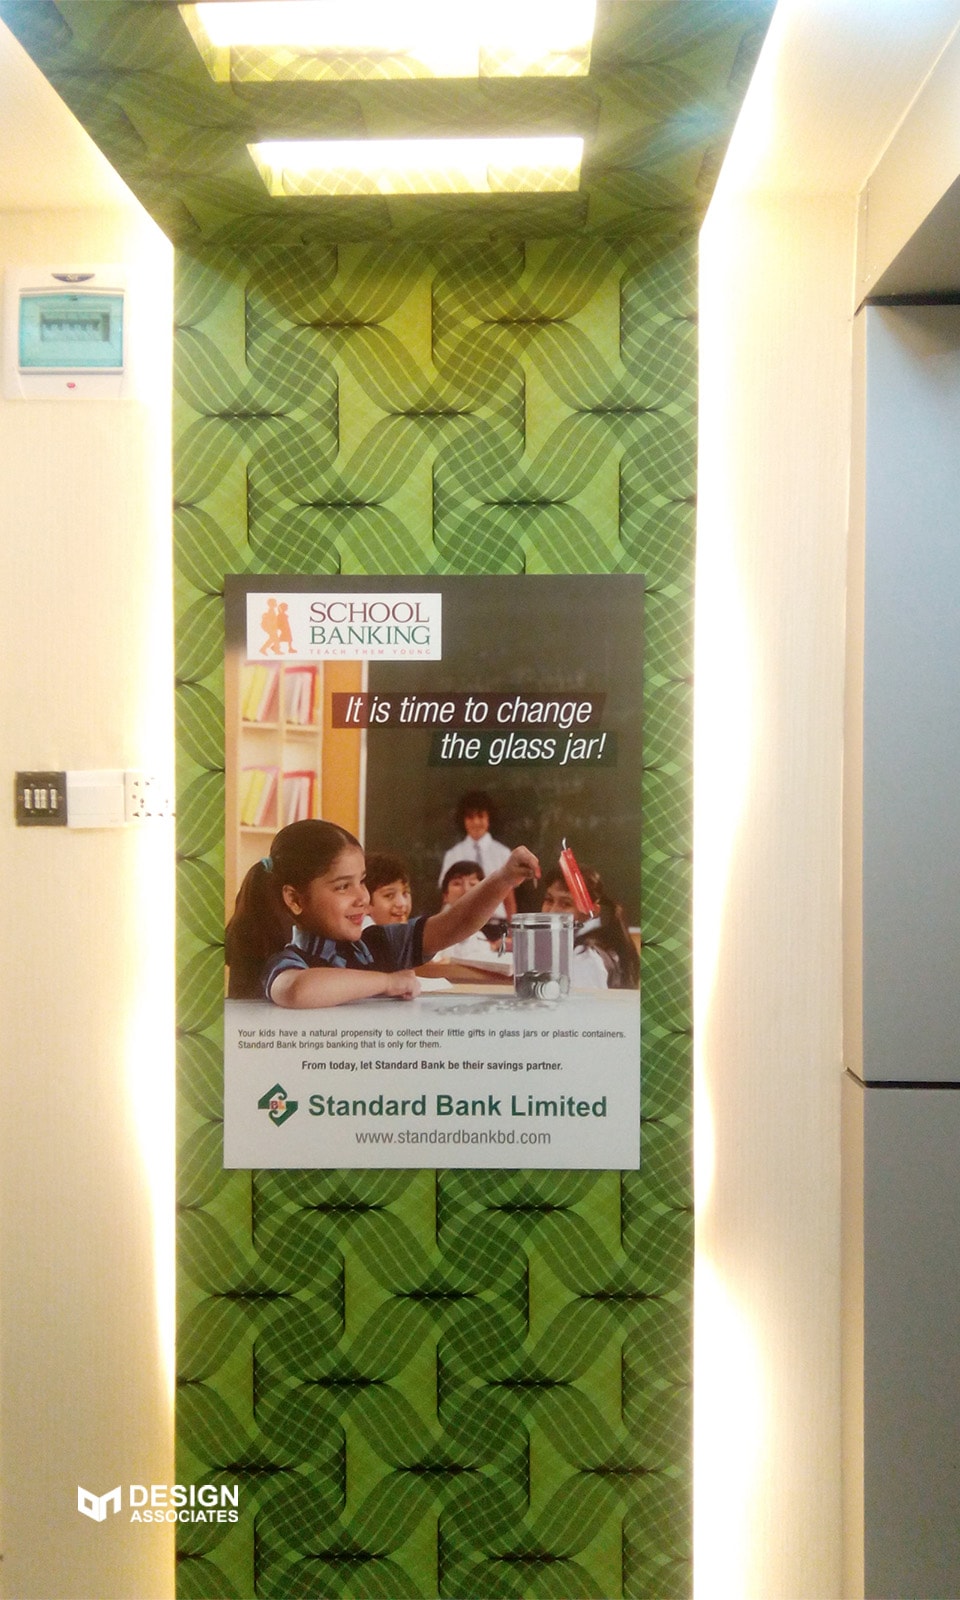 SCHOOL
BANKING
TEACH THEM YOUNG
It is time to change
the glass jar!
Your kids have a natural propensity to collect their little gifts in glass jars or plastic containers.
Standard Bank brings banking that is only for them.
From today, let Standard Bank be their savings partner.
Standard Bank Limited
www.standardbankbd.com
DESIGN
ASSOCIATES